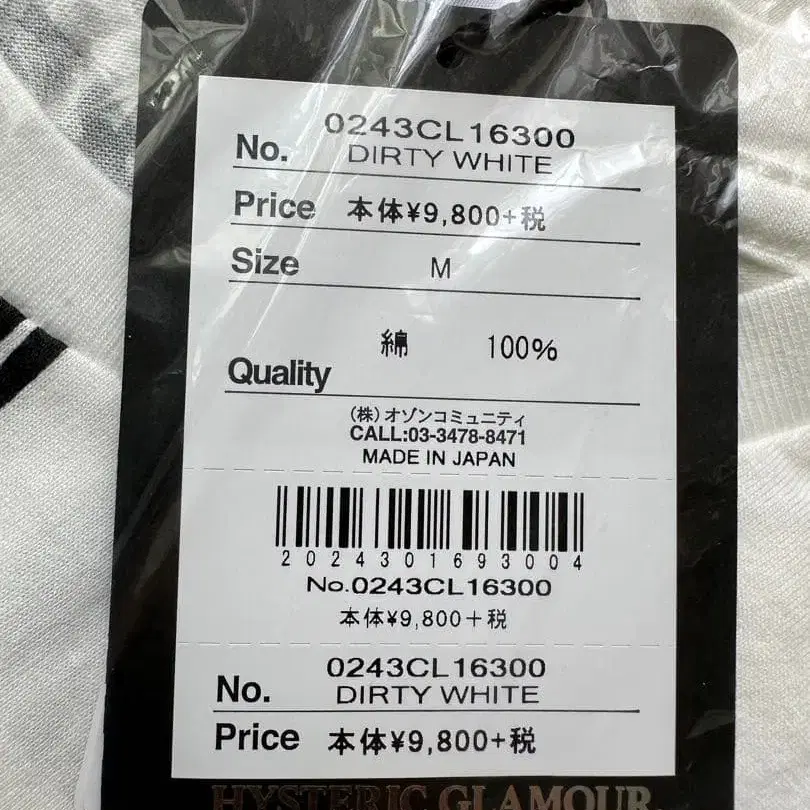 No. 0243CL16300
DIRTY WHITE
Price 本体¥9,800+税
Size M
綿 100%
Quality
(株)オゾンコミュニティ
CALL:03-3478-8471
MADE IN JAPAN
2024301693004
No.0243CL16300
本体¥9,800+税
No. 0243CL16300
DIRTY WHITE
Price 本体¥9,800+税
HYSTERIC GLAMOUR